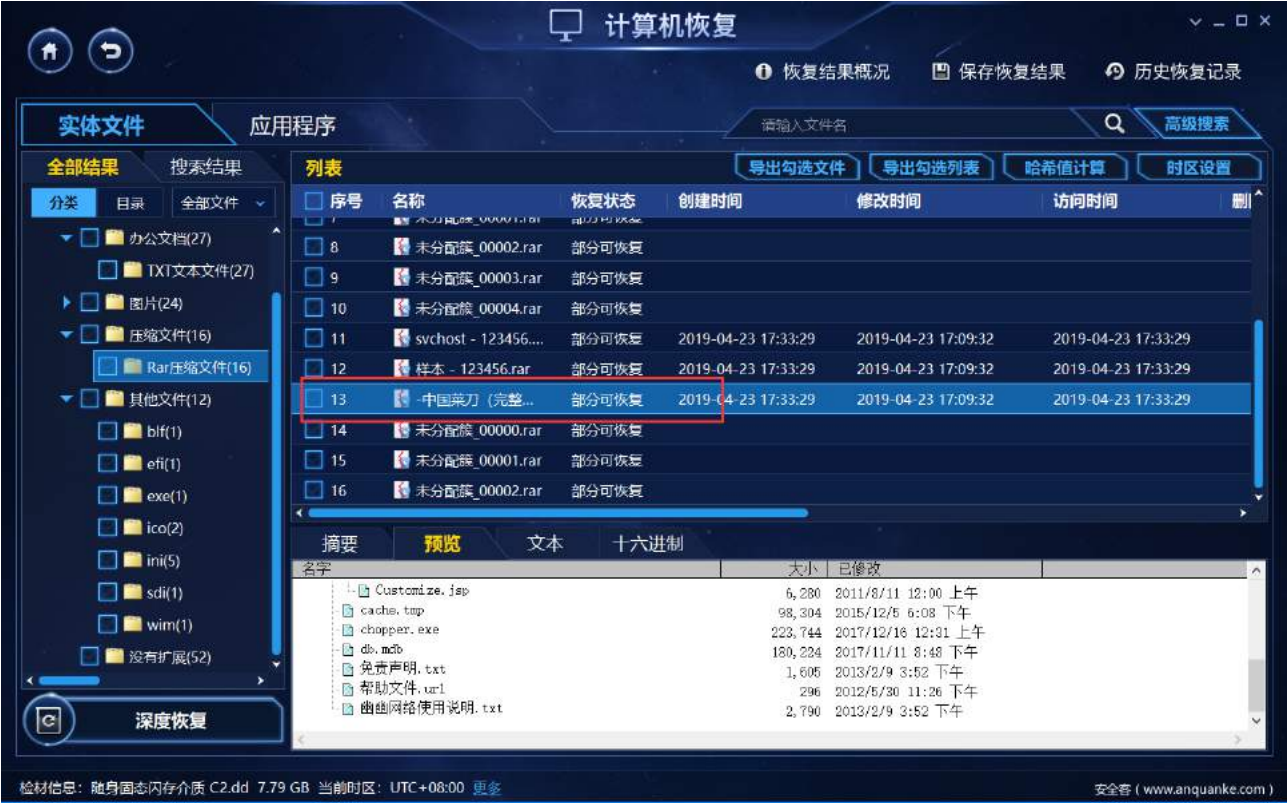 计算机恢复
恢复结果概况 保存恢复结果 历史恢复记录
实体文件 应用程序 请输入文件名 高级搜索
全部结果 搜索结果
分类 目录 全部文件
办公文档(27)
TXT文本文件(27)
图片(24)
压缩文件(16)
Rar压缩文件(16)
其他文件(12)
blf(1)
efi(1)
exe(1)
ico(2)
ini(5)
sdi(1)
wim(1)
没有扩展(52)
深度恢复
列表 导出勾选文件 导出勾选列表 哈希值计算 时区设置
序号 名称 恢复状态 创建时间 修改时间 访问时间
7 未分配簇_00001.rar 部分可恢复
8 未分配簇_00002.rar 部分可恢复
9 未分配簇_00003.rar 部分可恢复
10 未分配簇_00004.rar 部分可恢复
11 svchost - 123456.... 部分可恢复 2019-04-23 17:33:29 2019-04-23 17:09:32 2019-04-23 17:33:29
12 样本 - 123456.rar 部分可恢复 2019-04-23 17:33:29 2019-04-23 17:09:32 2019-04-23 17:33:29
13 -中国菜刀（完整... 部分可恢复 2019-04-23 17:33:29 2019-04-23 17:09:32 2019-04-23 17:33:29
14 未分配簇_00000.rar 部分可恢复
15 未分配簇_00001.rar 部分可恢复
16 未分配簇_00002.rar 部分可恢复
摘要 预览 文本 十六进制
名字 大小 已修改
Customize.jsp 6,280 2011/8/11 12:00 上午
cache.tmp 98,304 2015/12/5 6:08 下午
chopper.exe 223,744 2017/12/16 12:31 上午
db.mdb 180,224 2017/11/11 8:48 下午
免责声明.txt 1,605 2013/2/9 3:52 下午
帮助文件.url 296 2012/5/30 11:26 下午
幽幽网络使用说明.txt 2,790 2013/2/9 3:52 下午
检材信息: 随身固态闪存介质 C2.dd 7.79 GB 当前时区: UTC+08:00 更多
安全客 ( www.anquanke.com )